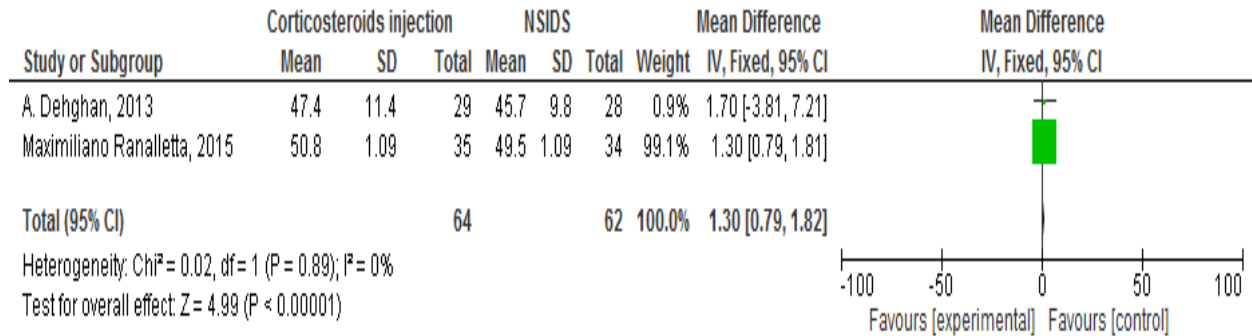 Corticosteroids injection NSIDS Mean Difference Mean Difference
Study or Subgroup Mean SD Total Mean SD Total Weight IV, Fixed, 95% CI IV, Fixed, 95% CI
A. Dehghan, 2013 47.4 11.4 29 45.7 9.8 28 0.9% 1.70 [-3.81, 7.21]
Maximiliano Ranalletta, 2015 50.8 1.09 35 49.5 1.09 34 99.1% 1.30 [0.79, 1.81]
Total (95% CI) 64 62 100.0% 1.30 [0.79, 1.82]
Heterogeneity: Chi² = 0.02, df = 1 (P = 0.89); I² = 0%
Test for overall effect: Z = 4.99 (P < 0.00001)
-100 -50 0 50 100
Favours [experimental] Favours [control]